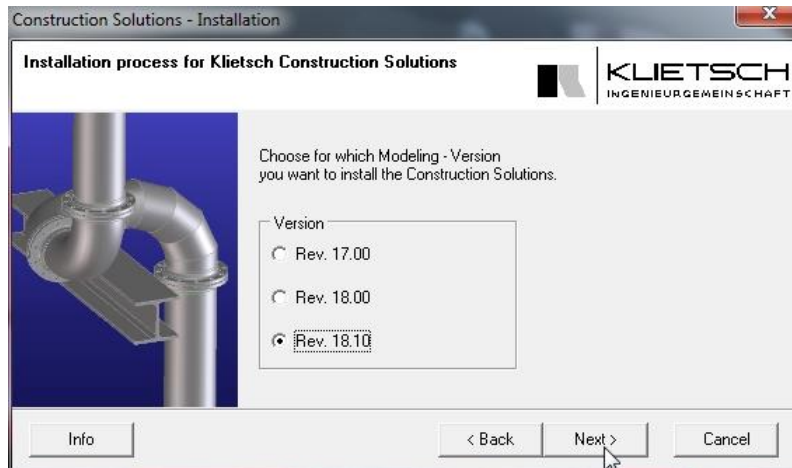 Construction Solutions - Installation
Installation process for Klietsch Construction Solutions
KLIETSCH
INGENIEURGEMEINSCHAFT
Choose for which Modeling - Version
you want to install the Construction Solutions.
Version
Rev. 17.00
Rev. 18.00
Rev. 18.10
Info
< Back
Next >
Cancel